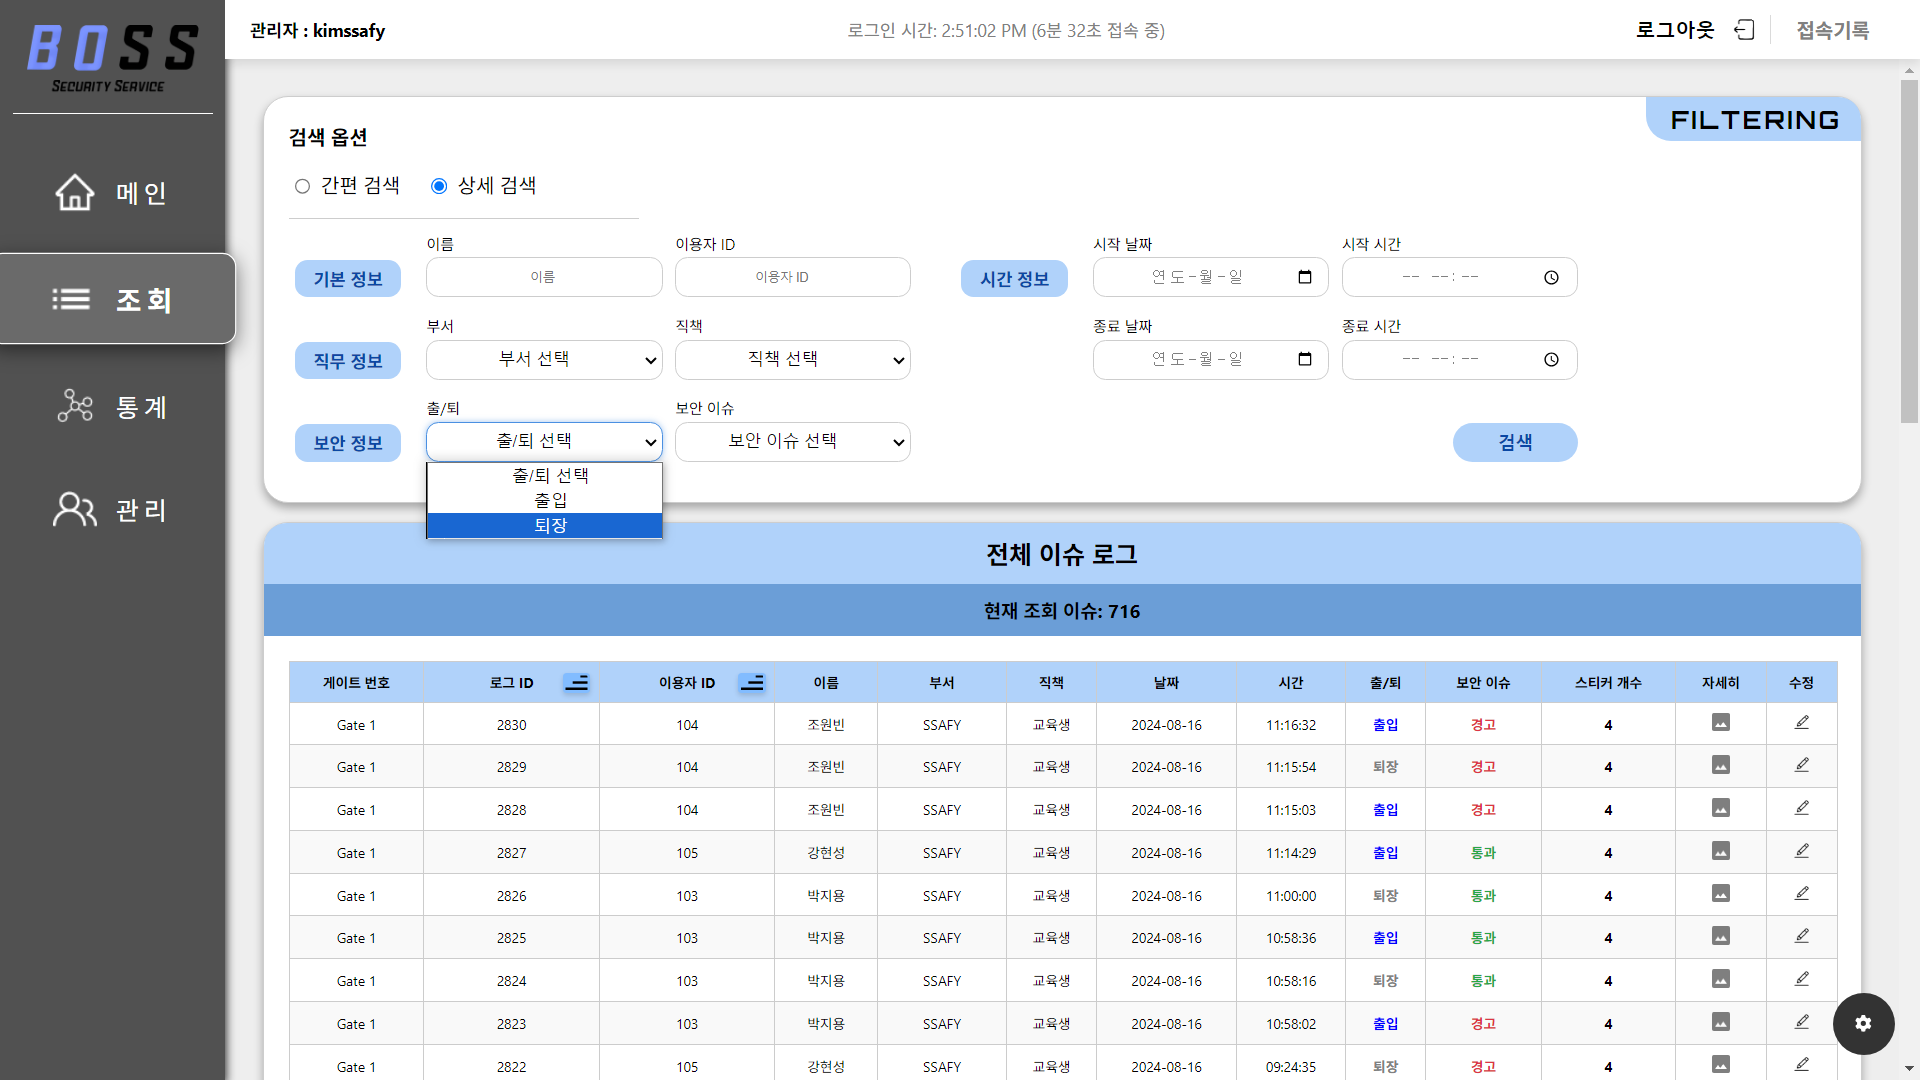 BOSS
SECURITY SERVICE
관리자 : kimssafy
로그인 시간: 2:51:02 PM (6분 32초 접속 중)
로그아웃
접속기록
메인
조회
통계
관리
FILTERING
검색 옵션
간편 검색 상세 검색
이름 이용자 ID 시작 날짜 시작 시간
기본 정보 이름 이용자 ID 시간 정보 연도-월-일 -- --:--
부서 직책 종료 날짜 종료 시간
직무 정보 부서 선택 직책 선택 연도-월-일 -- --:--
출/퇴 보안 이슈
보안 정보 출/퇴 선택 보안 이슈 선택 검색
출/퇴 선택
출입
퇴장
전체 이슈 로그
현재 조회 이슈: 716
게이트 번호 로그 ID 이용자 ID 이름 부서 직책 날짜 시간 출/퇴 보안 이슈 스티커 개수 자세히 수정
Gate 1 2830 104 조원빈 SSAFY 교육생 2024-08-16 11:16:32 출입 경고 4
Gate 1 2829 104 조원빈 SSAFY 교육생 2024-08-16 11:15:54 퇴장 경고 4
Gate 1 2828 104 조원빈 SSAFY 교육생 2024-08-16 11:15:03 출입 경고 4
Gate 1 2827 105 강현성 SSAFY 교육생 2024-08-16 11:14:29 출입 통과 4
Gate 1 2826 103 박지용 SSAFY 교육생 2024-08-16 11:00:00 퇴장 통과 4
Gate 1 2825 103 박지용 SSAFY 교육생 2024-08-16 10:58:36 출입 통과 4
Gate 1 2824 103 박지용 SSAFY 교육생 2024-08-16 10:58:16 퇴장 통과 4
Gate 1 2823 103 박지용 SSAFY 교육생 2024-08-16 10:58:02 출입 경고 4
Gate 1 2822 105 강현성 SSAFY 교육생 2024-08-16 09:24:35 퇴장 경고 4